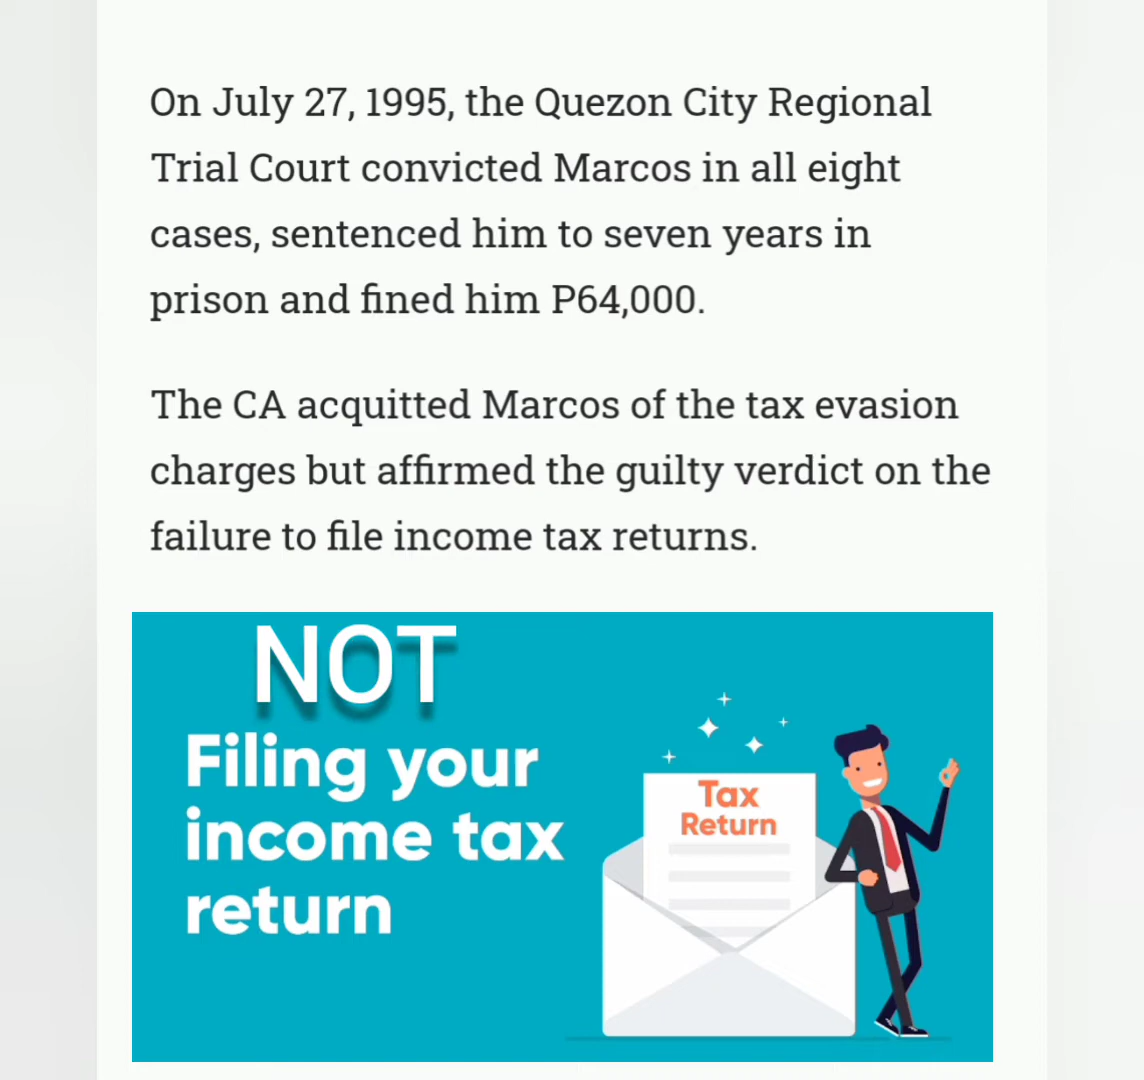 On July 27, 1995, the Quezon City Regional
Trial Court convicted Marcos in all eight
cases, sentenced him to seven years in
prison and fined him P64,000.
The CA acquitted Marcos of the tax evasion
charges but affirmed the guilty verdict on the
failure to file income tax returns.
NOT
Filing your
income tax
return
Tax
Return